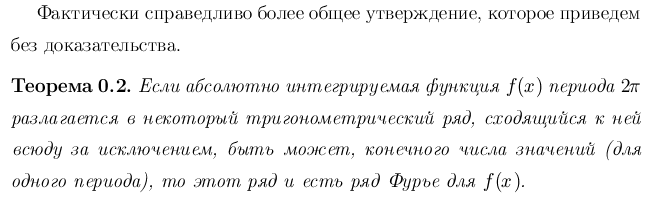 Фактически справедливо более общее утверждение, которое приведем
без доказательства.
Теорема 0.2. Если абсолютно интегрируемая функция f(x) периода 2π
разлагается в некоторый тригонометрический ряд, сходящийся к ней
всюду за исключением, быть может, конечного числа значений (для
одного периода), то этот ряд и есть ряд Фурье для f(x).